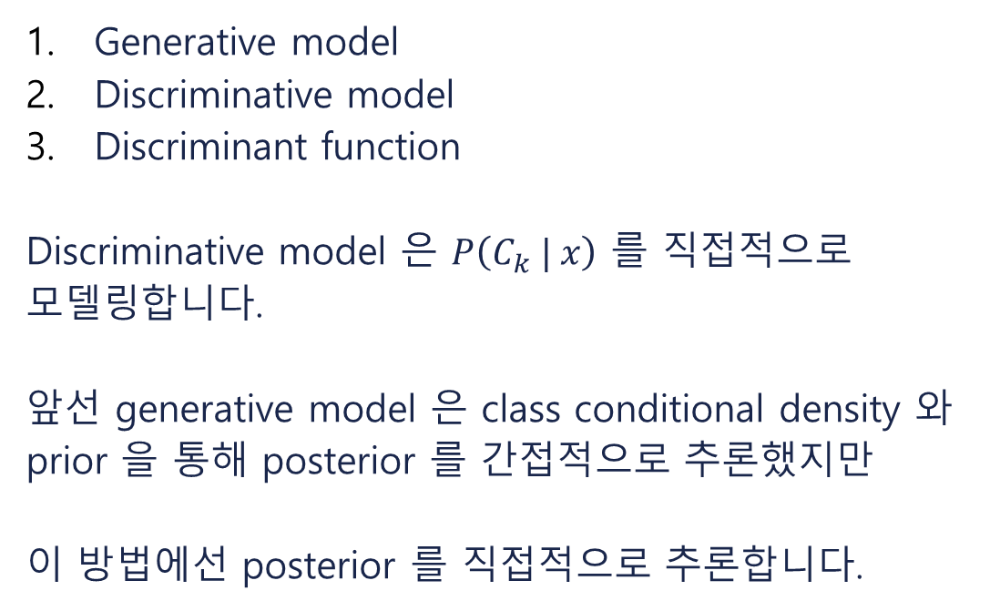 1. Generative model
2. Discriminative model
3. Discriminant function
Discriminative model 은 P(C_k | x) 를 직접적으로
모델링합니다.
앞선 generative model 은 class conditional density 와
prior 을 통해 posterior 를 간접적으로 추론했지만
이 방법에선 posterior 를 직접적으로 추론합니다.